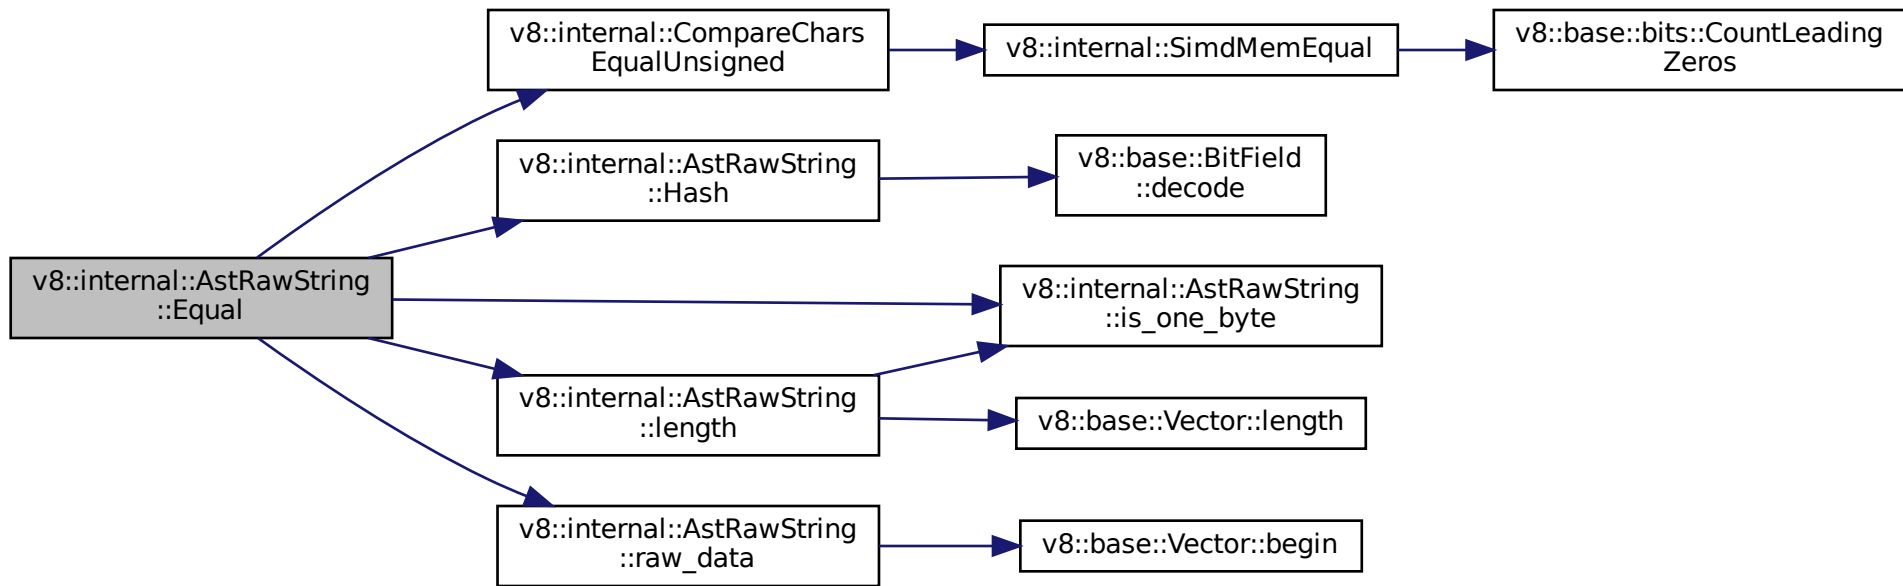 v8::internal::CompareChars
EqualUnsigned
v8::internal::SimdMemEqual
v8::base::bits::CountLeading
Zeros
v8::internal::AstRawString
::Hash
v8::base::BitField
::decode
v8::internal::AstRawString
::Equal
v8::internal::AstRawString
::is_one_byte
v8::internal::AstRawString
::length
v8::base::Vector::length
v8::internal::AstRawString
::raw_data
v8::base::Vector::begin